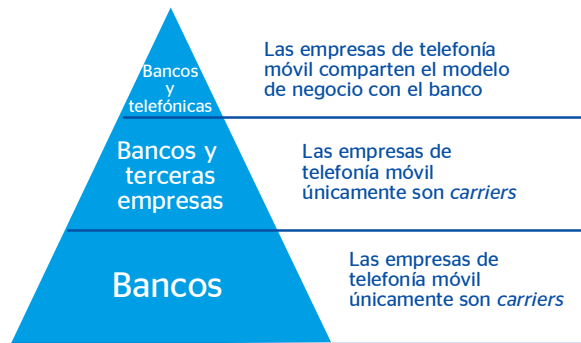 Bancos
y
telefónicas
Las empresas de telefonía
móvil comparten el modelo
de negocio con el banco
Bancos y
terceras
empresas
Las empresas de
telefonía móvil
únicamente son carriers
Bancos
Las empresas de
telefonía móvil
únicamente son carriers